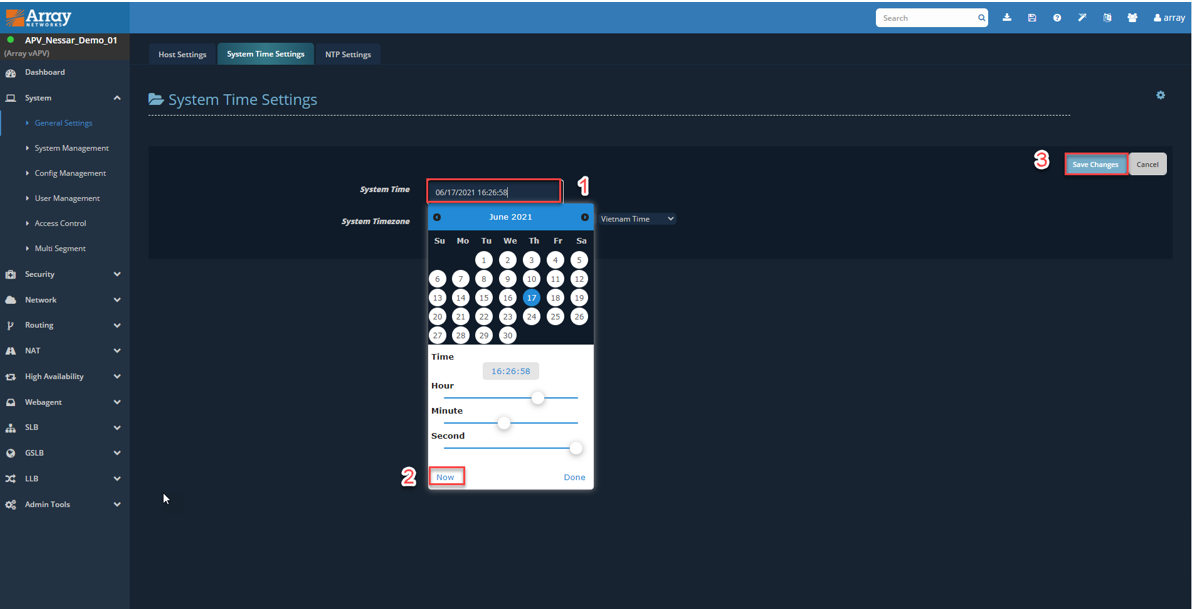 Array
NETWORKS
Search
array
APV_Nessar_Demo_01
(Array vAPV)
Dashboard
System
General Settings
System Management
Config Management
User Management
Access Control
Multi Segment
Security
Network
Routing
NAT
High Availability
Webagent
SLB
GSLB
LLB
Admin Tools
Host Settings System Time Settings NTP Settings
System Time Settings
3 Save Changes Cancel
System Time 06/17/2021 16:26:58 1
System Timezone Vietnam Time
June 2021
Su Mo Tu We Th Fr Sa
1 2 3 4 5
6 7 8 9 10 11 12
13 14 15 16 17 18 19
20 21 22 23 24 25 26
27 28 29 30
Time
16:26:58
Hour
Minute
Second
2 Now Done